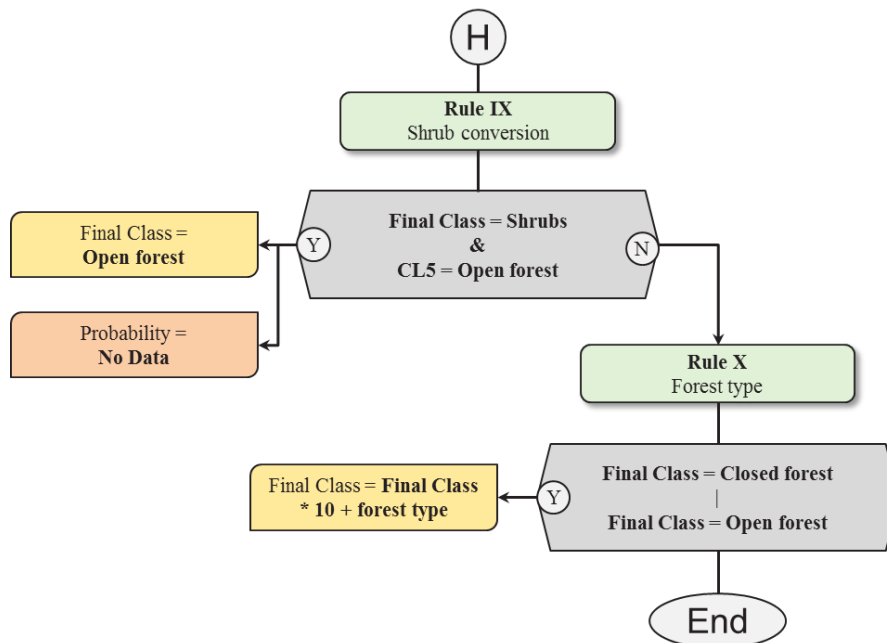 H
Rule IX
Shrub conversion
Final Class = Shrubs
&
CL5 = Open forest
Y
N
Final Class =
Open forest
Probability =
No Data
Rule X
Forest type
Final Class = Closed forest
|
Final Class = Open forest
Y
Final Class = Final Class
* 10 + forest type
End